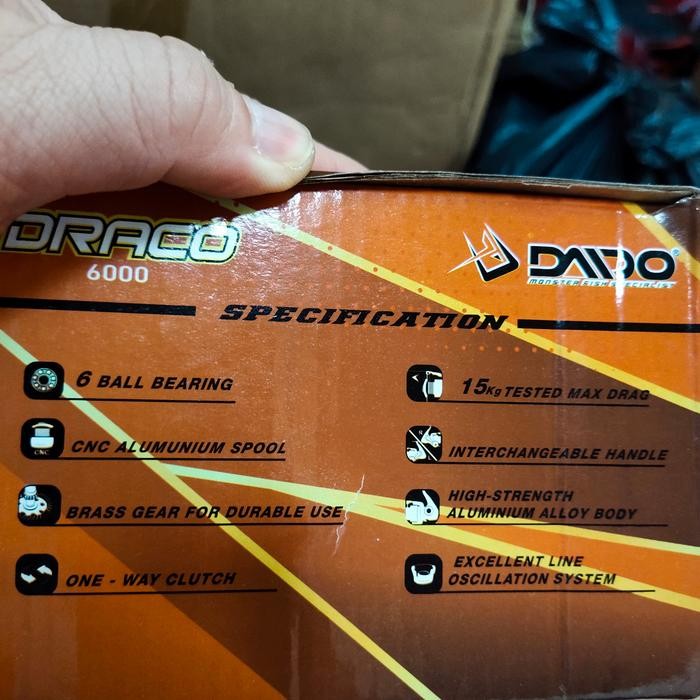 DRACO
6000
DAIDO®
MONSTER FISH SPECIALIST
SPECIFICATION
6 BALL BEARING
CNC
CNC ALUMUNIUM SPOOL
BRASS GEAR FOR DURABLE USE
ONE - WAY CLUTCH
15Kg TESTED MAX DRAG
INTERCHANGEABLE HANDLE
HIGH-STRENGTH
ALUMINIUM ALLOY BODY
EXCELLENT LINE
OSCILLATION SYSTEM